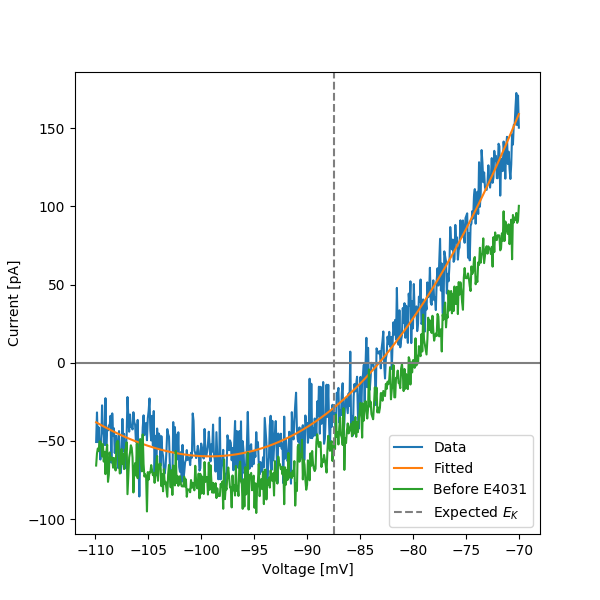 150
100
50
0
−50
−100
Current [pA]
Data
Fitted
Before E4031
Expected E_K
−110 −105 −100 −95 −90 −85 −80 −75 −70
Voltage [mV]